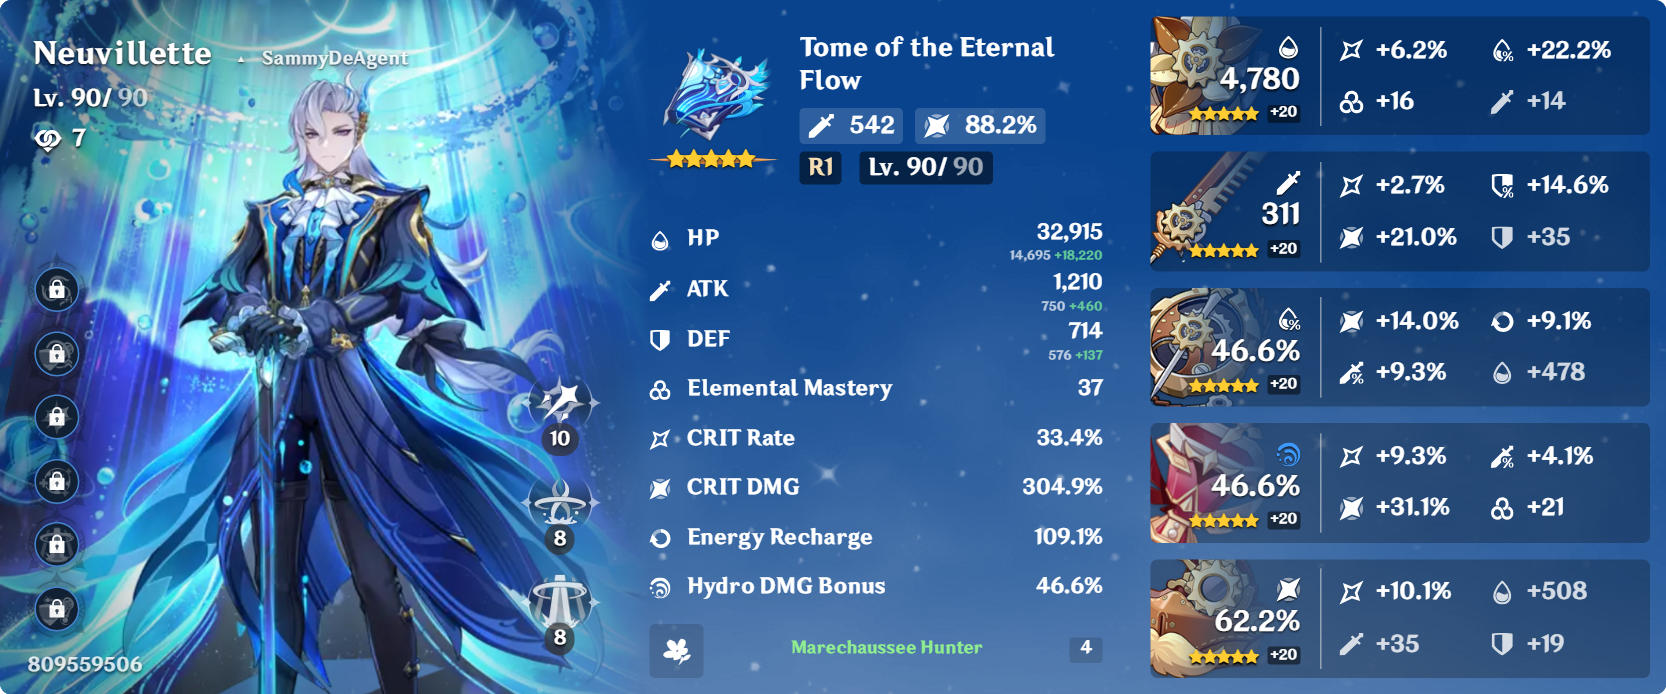 Neuvillette
SammyDeAgent
Lv. 90/ 90
7
10
8
8
809559506
Tome of the Eternal
Flow
542 88.2%
R1 Lv. 90/ 90
HP 32,915
14,695 +18,220
ATK 1,210
750 +460
DEF 714
576 +137
Elemental Mastery 37
CRIT Rate 33.4%
CRIT DMG 304.9%
Energy Recharge 109.1%
Hydro DMG Bonus 46.6%
Marechaussee Hunter 4
4,780
+20
+6.2% +22.2%
+16 +14
311
+20
+2.7% +14.6%
+21.0% +35
46.6%
+20
+14.0% +9.1%
+9.3% +478
46.6%
+20
+9.3% +4.1%
+31.1% +21
62.2%
+20
+10.1% +508
+35 +19